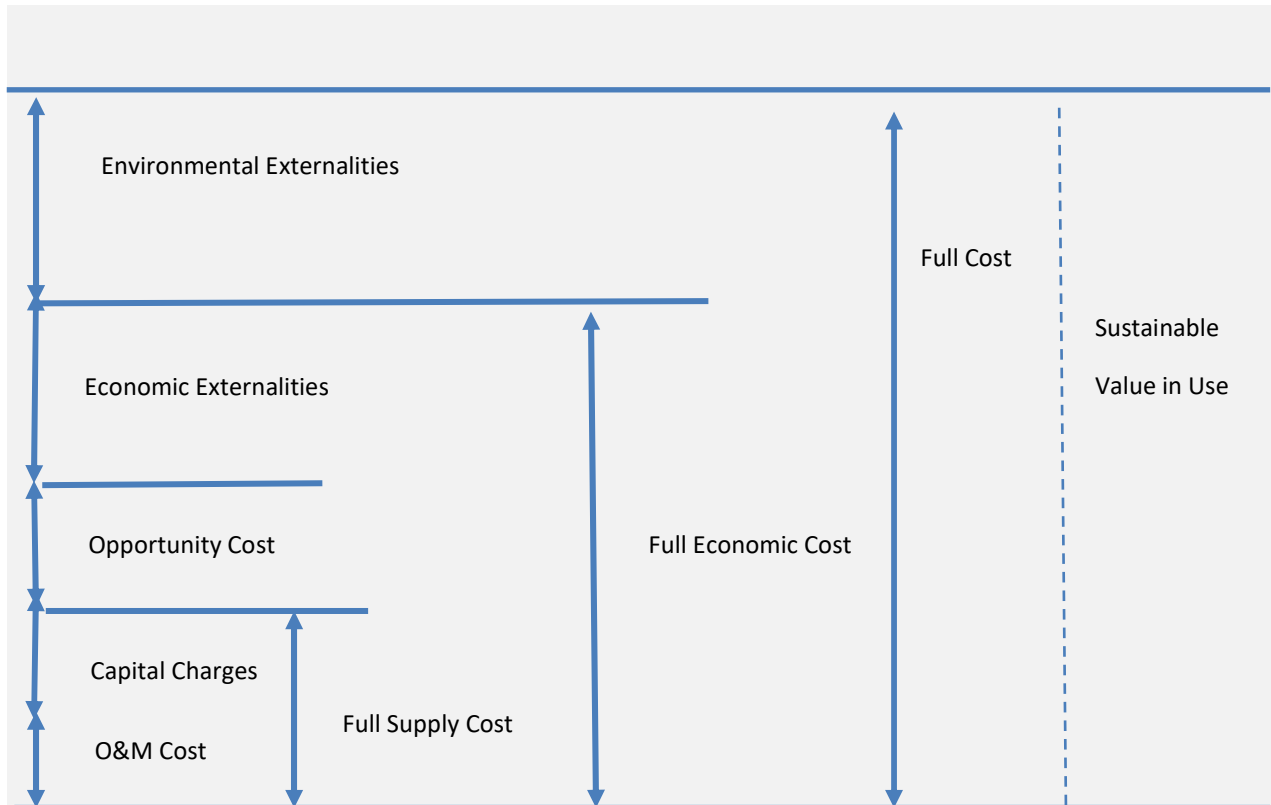 Environmental Externalities
Full Cost
Sustainable
Value in Use
Economic Externalities
Opportunity Cost
Full Economic Cost
Capital Charges
Full Supply Cost
O&M Cost